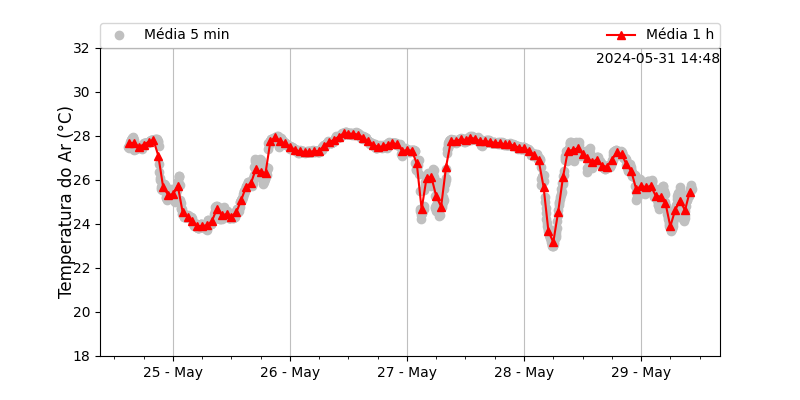 Média 5 min
Média 1 h
2024-05-31 14:48
Temperatura do Ar (°C)
32
30
28
26
24
22
20
18
25 - May
26 - May
27 - May
28 - May
29 - May